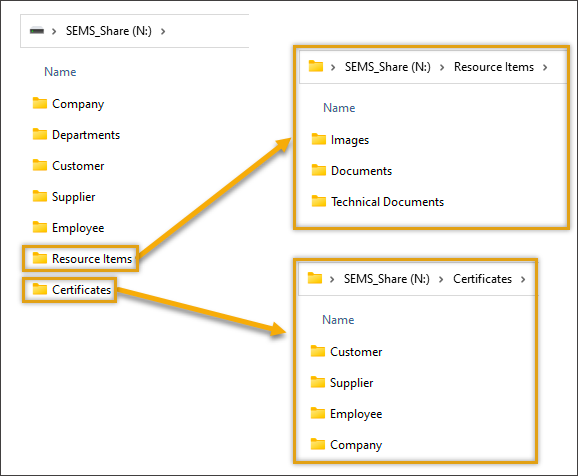 SEMS_Share (N:)
Name
Company
Departments
Customer
Supplier
Employee
Resource Items
Certificates
SEMS_Share (N:) > Resource Items >
Name
Images
Documents
Technical Documents
SEMS_Share (N:) > Certificates >
Name
Customer
Supplier
Employee
Company